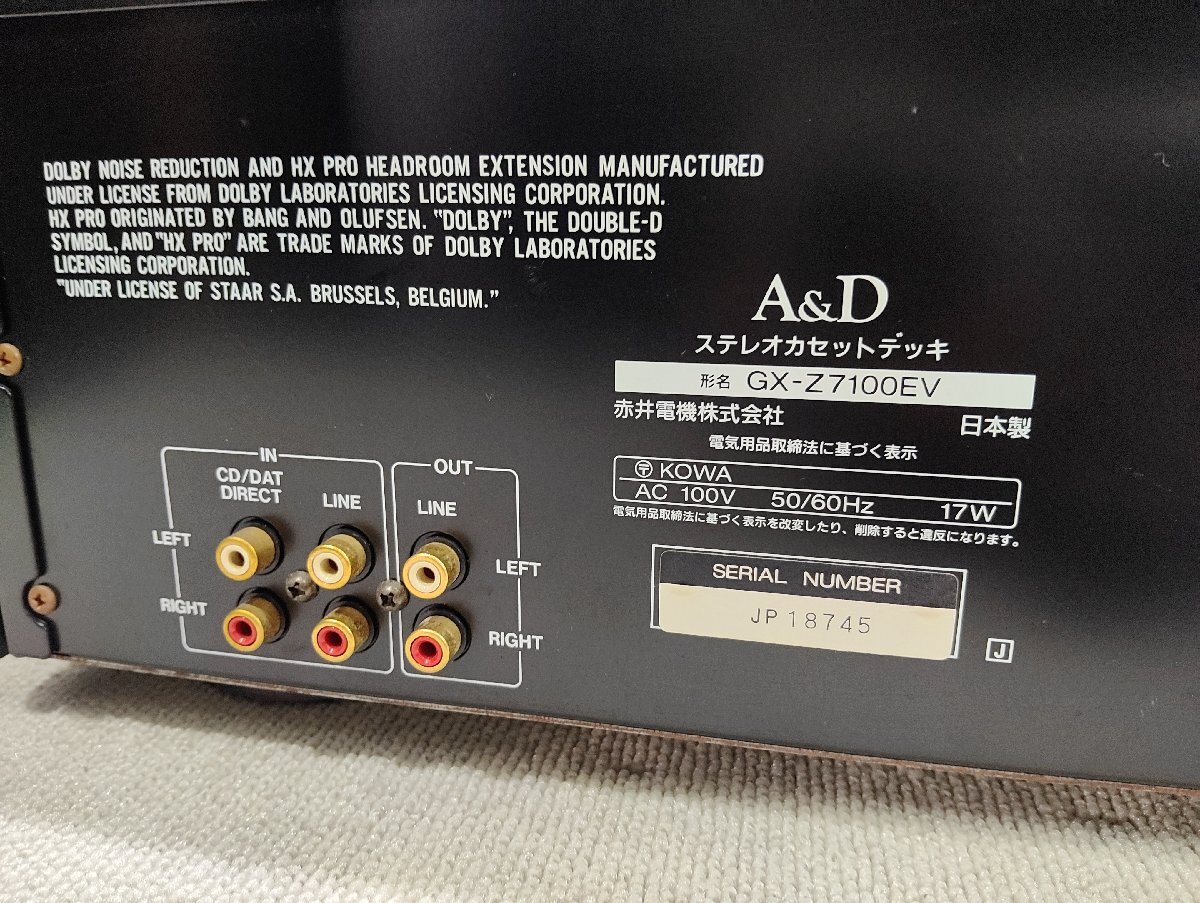 DOLBY NOISE REDUCTION AND HX PRO HEADROOM EXTENSION MANUFACTURED
UNDER LICENSE FROM DOLBY LABORATORIES LICENSING CORPORATION.
HX PRO ORIGINATED BY BANG AND OLUFSEN. "DOLBY", THE DOUBLE-D
SYMBOL, AND "HX PRO" ARE TRADE MARKS OF DOLBY LABORATORIES
LICENSING CORPORATION.
"UNDER LICENSE OF STAAR S.A. BRUSSELS, BELGIUM."
A&D
ステレオカセットデッキ
形名 GX-Z7100EV
赤井電機株式会社 日本製
電気用品取締法に基づく表示
〶 KOWA
AC 100V 50/60Hz 17W
電気用品取締法に基づく表示を改変したり、削除すると違反になります。
SERIAL NUMBER
JP18745
J
IN
CD/DAT
DIRECT
LINE
LEFT
RIGHT
OUT
LINE
LEFT
RIGHT